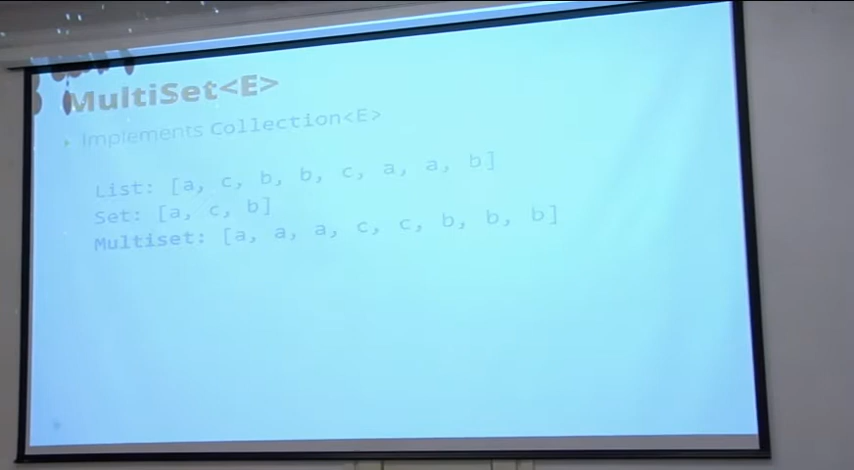 MultiSet<E>
Implements Collection<E>
List: [a, c, b, b, c, a, a, b]
Set: [a, c, b]
Multiset: [a, a, a, c, c, b, b, b]